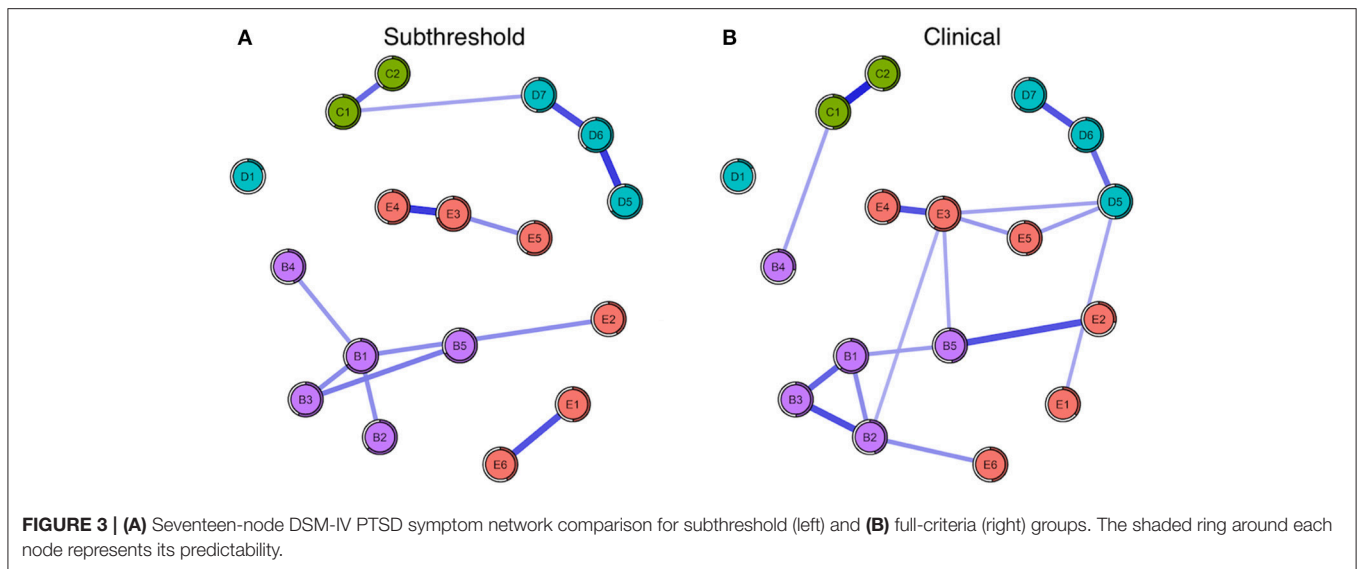 A Subthreshold
C2
C1
D7
D6
D1
D5
E4
E3
E5
B4
E2
B5
B1
B3
E1
B2
E6
B Clinical
C2
D7
C1
D6
D1
D5
E4
E3
E5
B4
E2
B5
B1
B3
E1
B2
E6
FIGURE 3 | (A) Seventeen-node DSM-IV PTSD symptom network comparison for subthreshold (left) and (B) full-criteria (right) groups. The shaded ring around each
node represents its predictability.